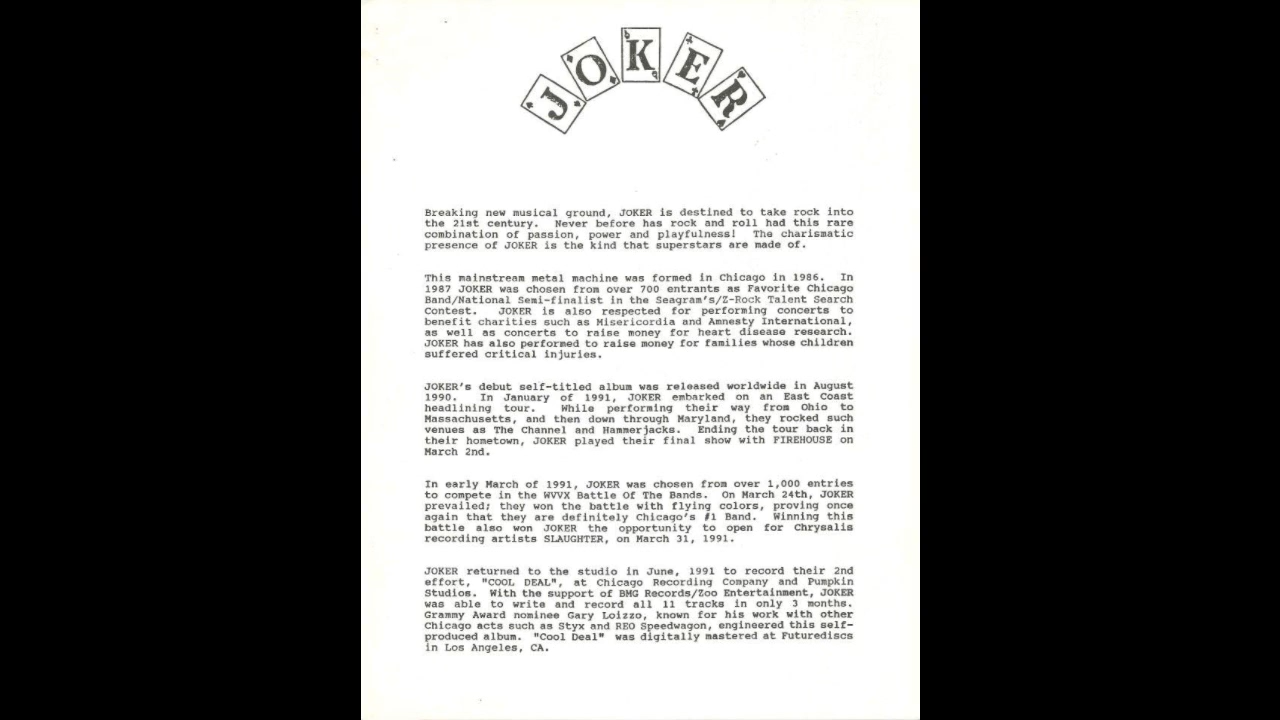 JOKER
Breaking new musical ground, JOKER is destined to take rock into
the 21st century. Never before has rock and roll had this rare
combination of passion, power and playfulness! The charismatic
presence of JOKER is the kind that superstars are made of.
This mainstream metal machine was formed in Chicago in 1986. In
1987 JOKER was chosen from over 700 entrants as Favorite Chicago
Band/National Semi-finalist in the Seagram's/Z-Rock Talent Search
Contest. JOKER is also respected for performing concerts to
benefit charities such as Misericordia and Amnesty International,
as well as concerts to raise money for heart disease research.
JOKER has also performed to raise money for families whose children
suffered critical injuries.
JOKER's debut self-titled album was released worldwide in August
1990. In January of 1991, JOKER embarked on an East Coast
headlining tour. While performing their way from Ohio to
Massachusetts, and then down through Maryland, they rocked such
venues as The Channel and Hammerjacks. Ending the tour back in
their hometown, JOKER played their final show with FIREHOUSE on
March 2nd.
In early March of 1991, JOKER was chosen from over 1,000 entries
to compete in the WVVX Battle Of The Bands. On March 24th, JOKER
prevailed; they won the battle with flying colors, proving once
again that they are definitely Chicago's #1 Band. Winning this
battle also won JOKER the opportunity to open for Chrysalis
recording artists SLAUGHTER, on March 31, 1991.
JOKER returned to the studio in June, 1991 to record their 2nd
effort, "COOL DEAL", at Chicago Recording Company and Pumpkin
Studios. With the support of BMG Records/Zoo Entertainment, JOKER
was able to write and record all 11 tracks in only 3 months.
Grammy Award nominee Gary Loizzo, known for his work with other
Chicago acts such as Styx and REO Speedwagon, engineered this self-
produced album. "Cool Deal" was digitally mastered at Futurediscs
in Los Angeles, CA.